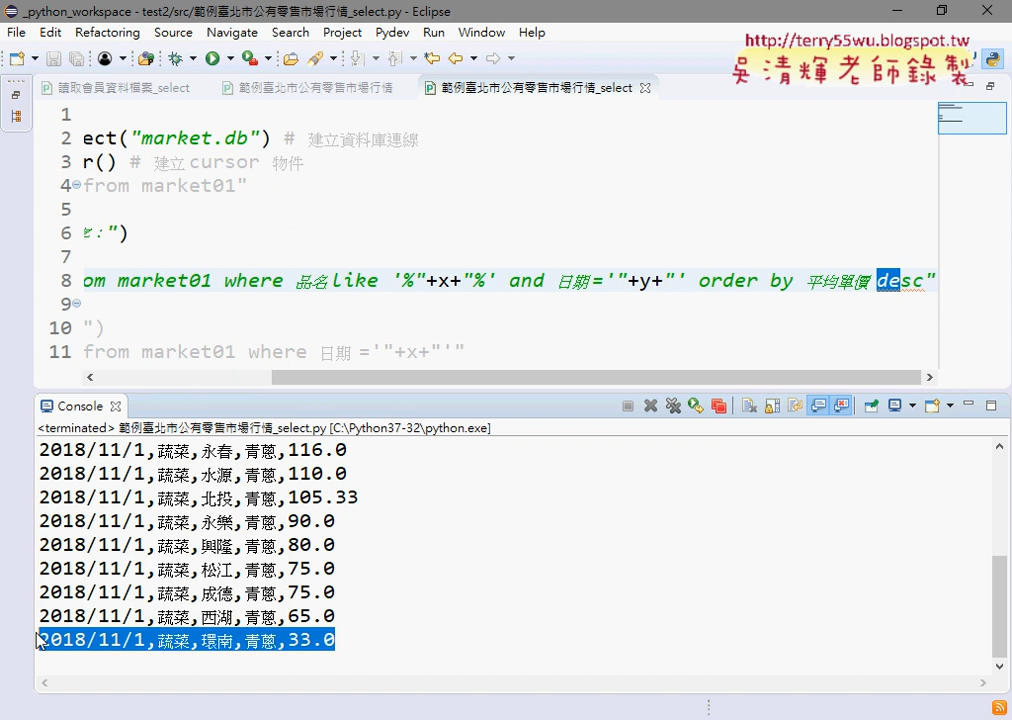 _python_workspace - test2/src/範例臺北市公有零售市場行情_select.py - Eclipse
File Edit Refactoring Source Navigate Search Project Pydev Run Window Help
http://terry55wu.blogspot.tw
吳清輝老師錄製
讀取會員資料檔案_select 範例臺北市公有零售市場行情 範例臺北市公有零售市場行情_select
1
2 ect("market.db") # 建立資料庫連線
3 r() # 建立cursor 物件
4 from market01"
5
6 :")
7
8 om market01 where 品名like '%"+x+"%' and 日期='"+y+"' order by 平均單價 desc"
9
10 ")
11 from market01 where 日期 ='"+x+"'"
Console
<terminated> 範例臺北市公有零售市場行情_select.py [C:\Python37-32\python.exe]
2018/11/1,蔬菜,永春,青蔥,116.0
2018/11/1,蔬菜,水源,青蔥,110.0
2018/11/1,蔬菜,北投,青蔥,105.33
2018/11/1,蔬菜,永樂,青蔥,90.0
2018/11/1,蔬菜,興隆,青蔥,80.0
2018/11/1,蔬菜,松江,青蔥,75.0
2018/11/1,蔬菜,成德,青蔥,75.0
2018/11/1,蔬菜,西湖,青蔥,65.0
2018/11/1,蔬菜,環南,青蔥,33.0